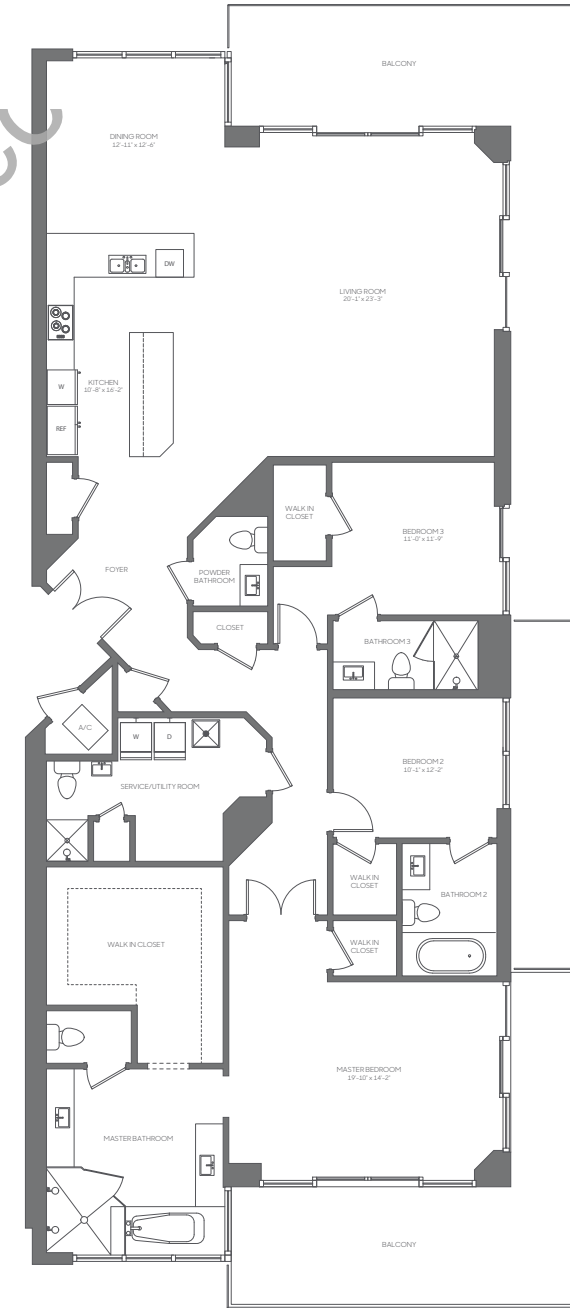 BALCONY
DINING ROOM
12'-11" x 12'-6"
DW
LIVING ROOM
20'-1" x 23'-3"
KITCHEN
10'-8" x 16'-2"
W
REF
WALK IN
CLOSET
BEDROOM 3
11'-0" x 11'-9"
FOYER
POWDER
BATHROOM
CLOSET
BATHROOM 3
A/C
W
D
SERVICE/UTILITY ROOM
BEDROOM 2
10'-1" x 12'-2"
WALK IN
CLOSET
BATHROOM 2
WALK IN CLOSET
WALK IN
CLOSET
MASTER BEDROOM
19'-10" x 14'-2"
MASTER BATHROOM
BALCONY